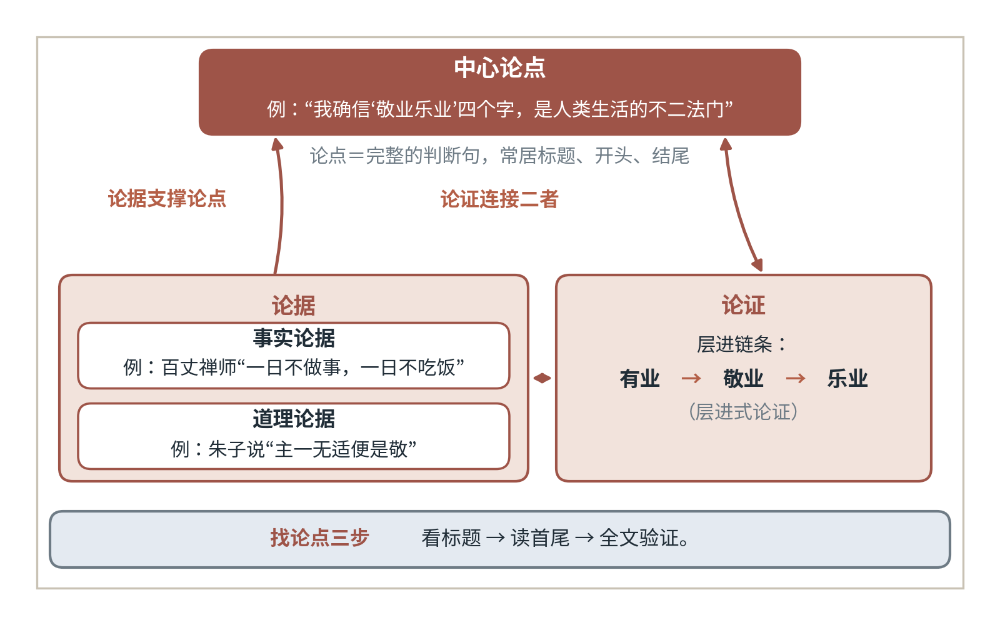 中心论点
例：“我确信‘敬业乐业’四个字，是人类生活的不二法门”
论点＝完整的判断句，常居标题、开头、结尾
论据支撑论点
论证连接二者
论据
事实论据
例：百丈禅师“一日不做事，一日不吃饭”
道理论据
例：朱子说“主一无适便是敬”
论证
层进链条：
有业 → 敬业 → 乐业
（层进式论证）
找论点三步 看标题 → 读首尾 → 全文验证。